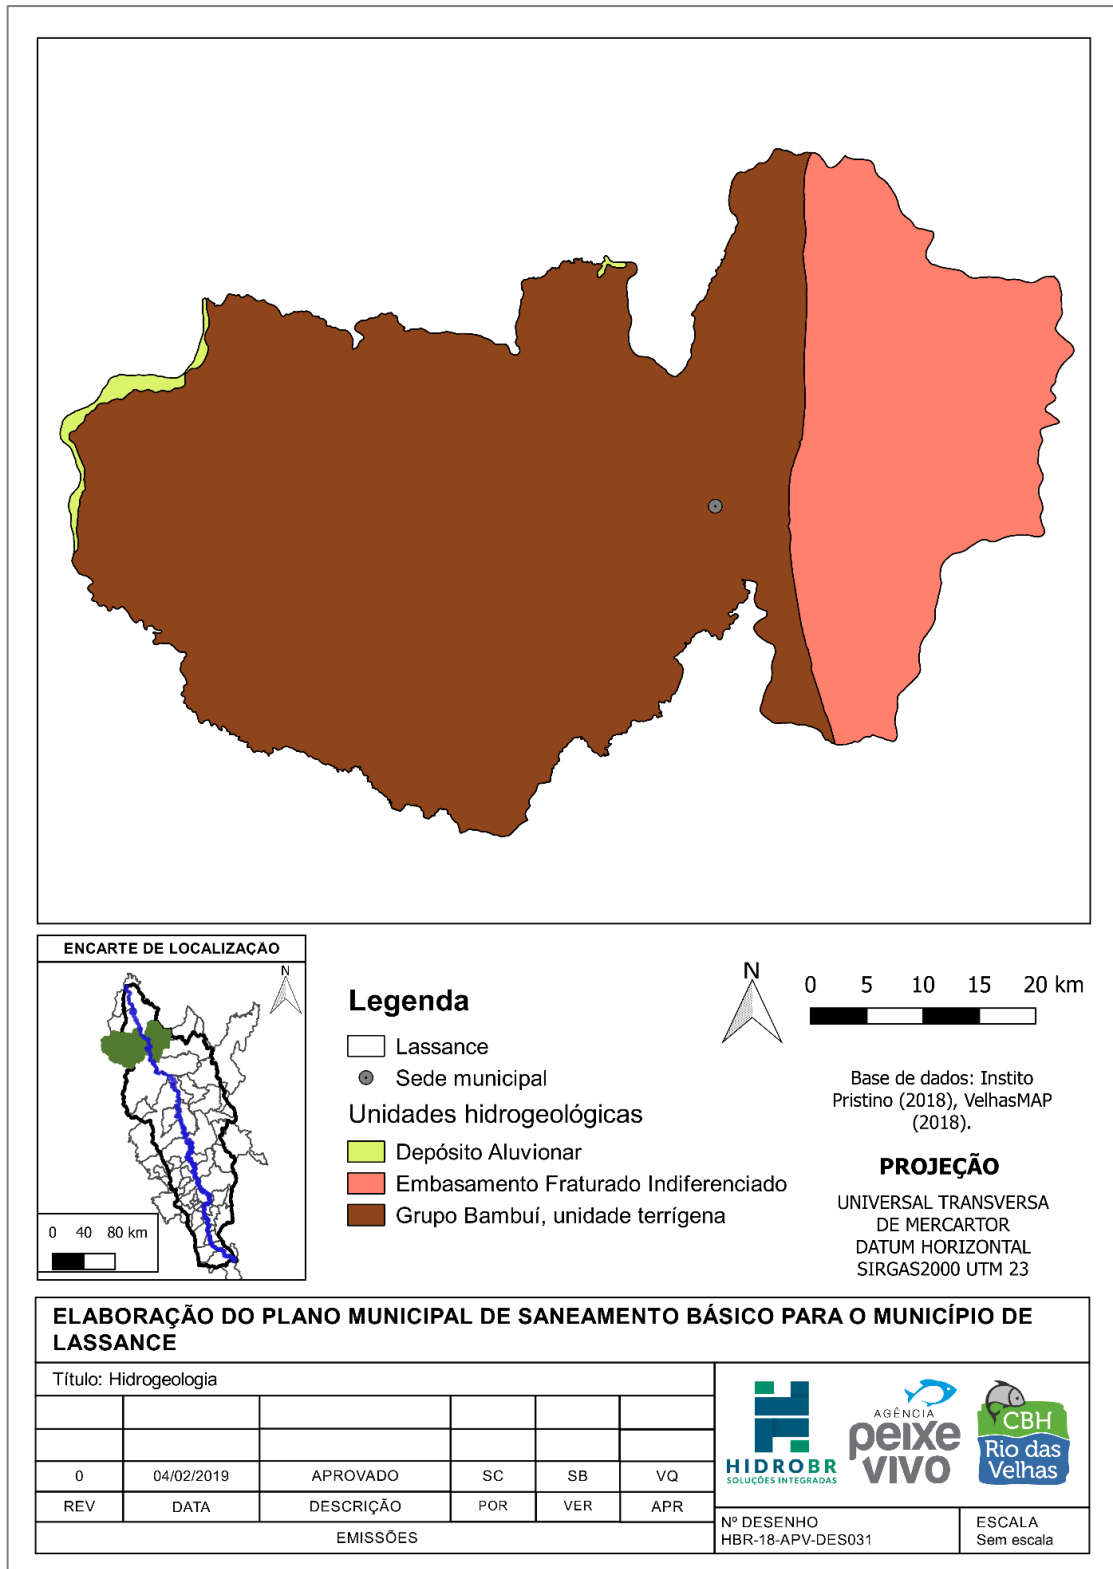 ENCARTE DE LOCALIZAÇÃO
N
0 40 80 km
Legenda
Lassance
Sede municipal
Unidades hidrogeológicas
Depósito Aluvionar
Embasamento Fraturado Indiferenciado
Grupo Bambuí, unidade terrígena
N
0 5 10 15 20 km
Base de dados: Instito
Pristino (2018), VelhasMAP
(2018).
PROJEÇÃO
UNIVERSAL TRANSVERSA
DE MERCARTOR
DATUM HORIZONTAL
SIRGAS2000 UTM 23
ELABORAÇÃO DO PLANO MUNICIPAL DE SANEAMENTO BÁSICO PARA O MUNICÍPIO DE
LASSANCE
Título: Hidrogeologia
0 04/02/2019 APROVADO SC SB VQ
REV DATA DESCRIÇÃO POR VER APR
EMISSÕES
HIDROBR
SOLUÇÕES INTEGRADAS
AGÊNCIA
peixe
vivo
CBH
Rio das
Velhas
Nº DESENHO
HBR-18-APV-DES031
ESCALA
Sem escala